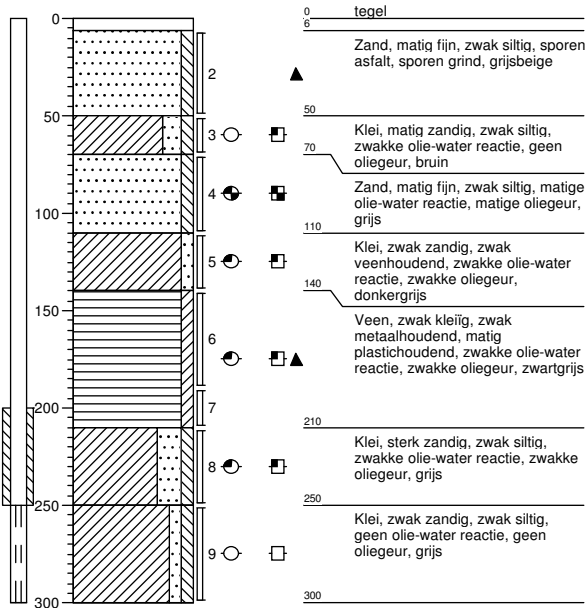 0
50
100
150
200
250
300
2
3
4
5
6
7
8
9
0
tegel
6
Zand, matig fijn, zwak siltig, sporen
asfalt, sporen grind, grijsbeige
50
Klei, matig zandig, zwak siltig,
zwakke olie-water reactie, geen
oliegeur, bruin
70
Zand, matig fijn, zwak siltig, matige
olie-water reactie, matige oliegeur,
grijs
110
Klei, zwak zandig, zwak
veenhoudend, zwakke olie-water
reactie, zwakke oliegeur,
donkergrijs
140
Veen, zwak kleiïg, zwak
metaalhoudend, matig
plastichoudend, zwakke olie-water
reactie, zwakke oliegeur, zwartgrijs
210
Klei, sterk zandig, zwak siltig,
zwakke olie-water reactie, zwakke
oliegeur, grijs
250
Klei, zwak zandig, zwak siltig,
geen olie-water reactie, geen
oliegeur, grijs
300